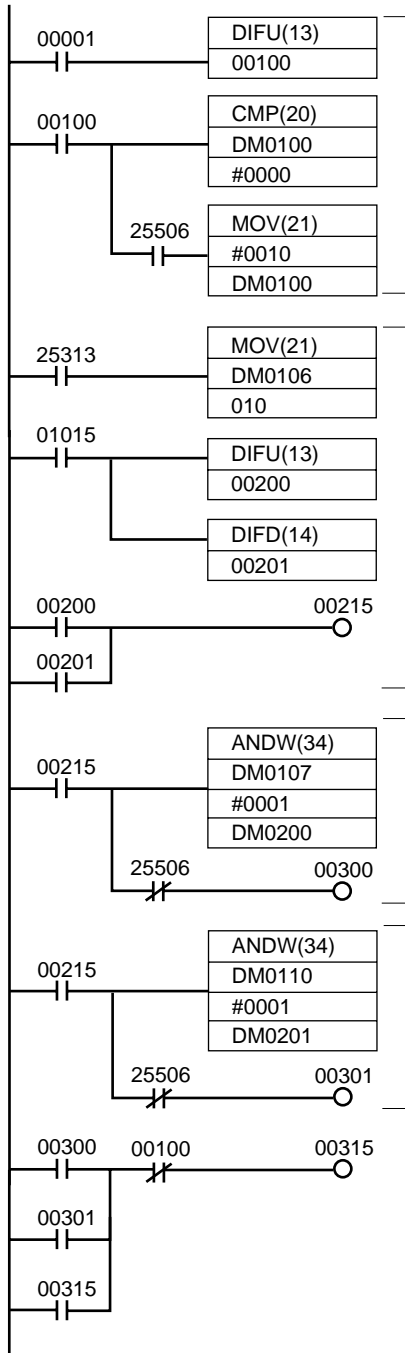 00001
DIFU(13)
00100
00100
CMP(20)
DM0100
#0000
25506
MOV(21)
#0010
DM0100
25313
MOV(21)
DM0106
010
01015
DIFU(13)
00200
DIFD(14)
00201
00200
00215
00201
00215
ANDW(34)
DM0107
#0001
DM0200
25506
00300
00215
ANDW(34)
DM0110
#0001
DM0201
25506
00301
00300
00100
00315
00301
00315